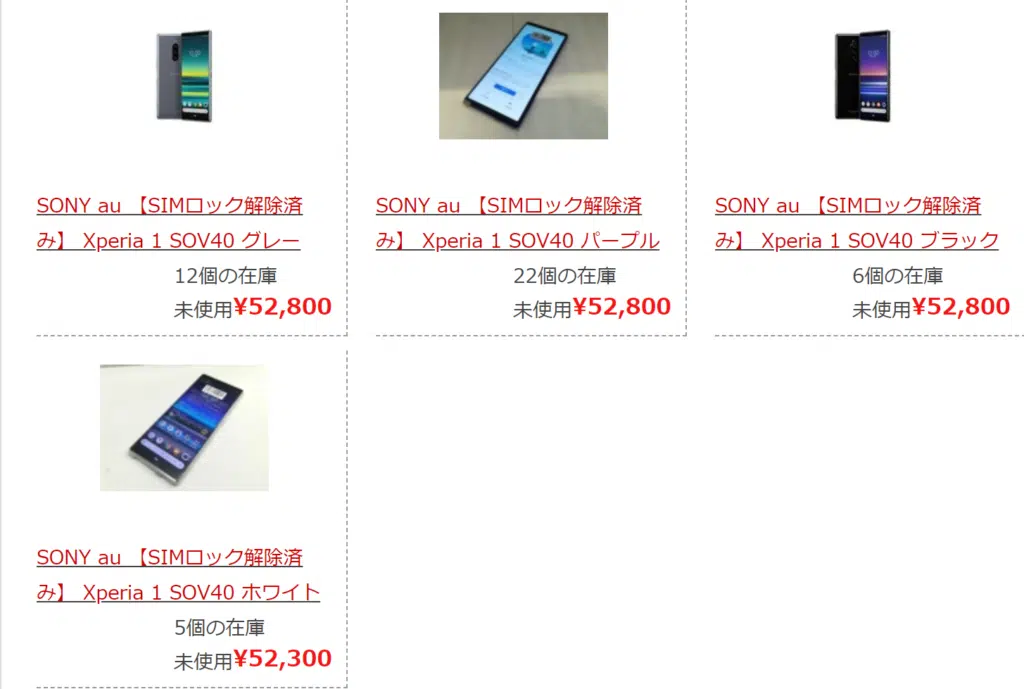 SONY au 【SIMロック解除済
み】 Xperia 1 SOV40 グレー
12個の在庫
未使用¥52,800
SONY au 【SIMロック解除済
み】 Xperia 1 SOV40 パープル
22個の在庫
未使用¥52,800
SONY au 【SIMロック解除済
み】 Xperia 1 SOV40 ブラック
6個の在庫
未使用¥52,800
SONY au 【SIMロック解除済
み】 Xperia 1 SOV40 ホワイト
5個の在庫
未使用¥52,300